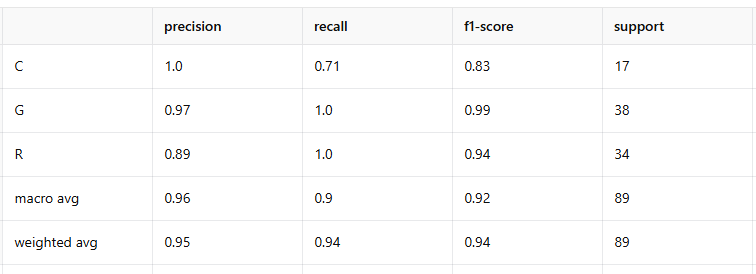 precision recall f1-score support
C 1.0 0.71 0.83 17
G 0.97 1.0 0.99 38
R 0.89 1.0 0.94 34
macro avg 0.96 0.9 0.92 89
weighted avg 0.95 0.94 0.94 89